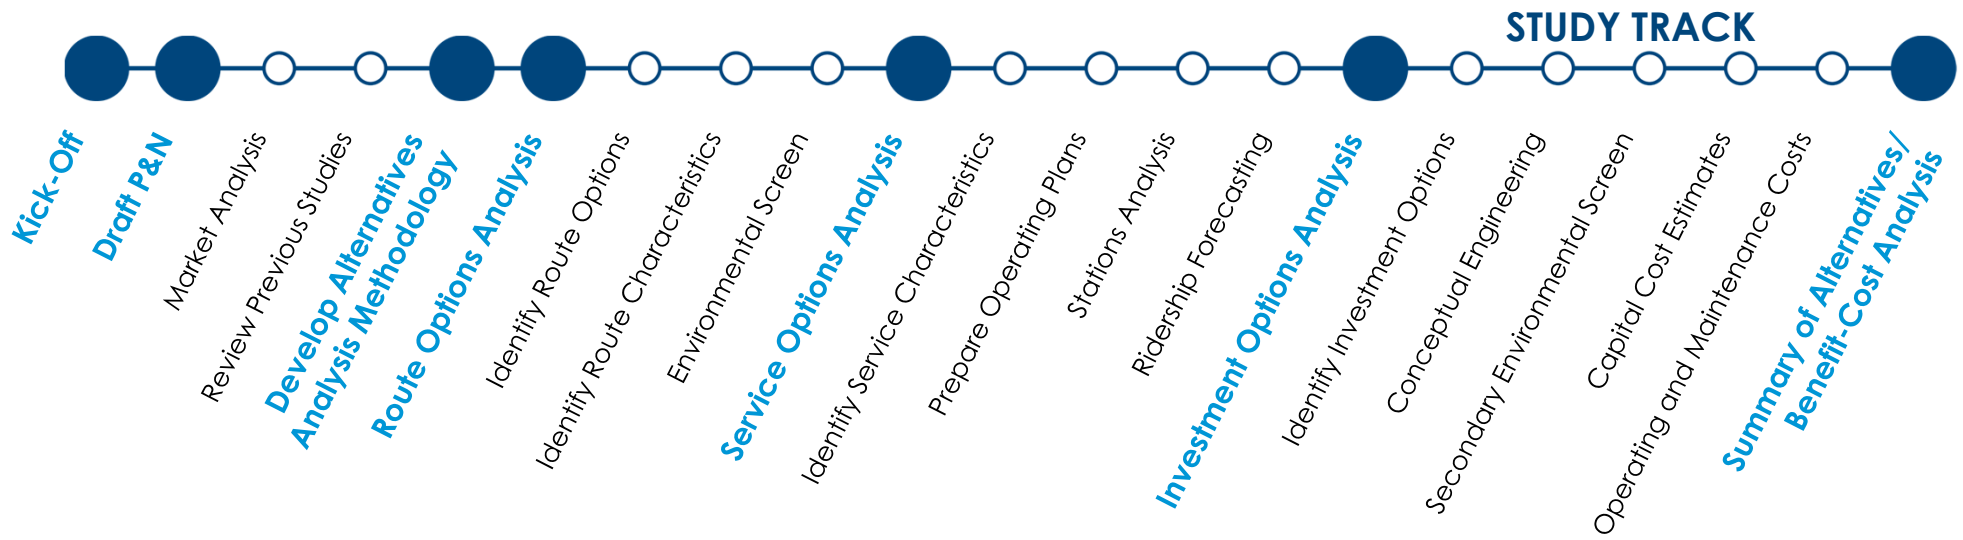 STUDY TRACK
Kick-Off
Draft P&N
Market Analysis
Review Previous Studies
Develop Alternatives
Analysis Methodology
Route Options Analysis
Identify Route Options
Identify Route Characteristics
Environmental Screen
Service Options Analysis
Identify Service Characteristics
Prepare Operating Plans
Stations Analysis
Ridership Forecasting
Investment Options Analysis
Identify Investment Options
Conceptual Engineering
Secondary Environmental Screen
Capital Cost Estimates
Operating and Maintenance Costs
Summary of Alternatives/
Benefit-Cost Analysis